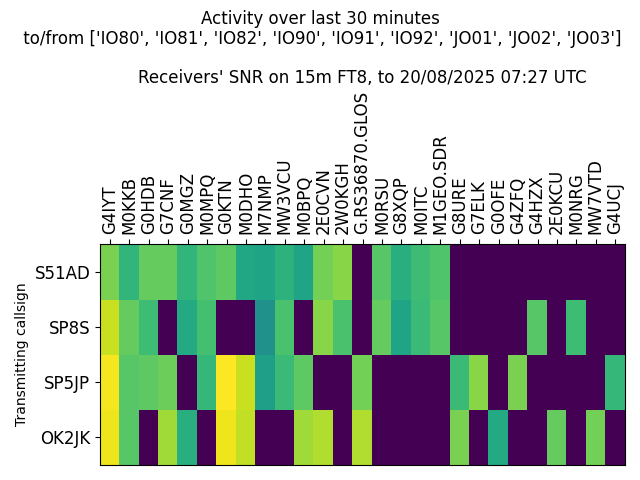 Activity over last 30 minutes
to/from ['IO80', 'IO81', 'IO82', 'IO90', 'IO91', 'IO92', 'JO01', 'JO02', 'JO03']
Receivers' SNR on 15m FT8, to 20/08/2025 07:27 UTC
G4IYT
M0KKB
G0HDB
G7CNF
G0MGZ
M0MPQ
G0KTN
M0DHO
M7NMP
MW3VCU
M0BPQ
2E0CVN
2W0KGH
G.RS36870.GLOS
M0RSU
G8XQP
M0ITC
M1GEO.SDR
G8URE
G7ELK
G0OFE
G4ZFQ
G4HZX
2E0KCU
M0NRG
MW7VTD
G4UCJ
Transmitting callsign
S51AD
SP8S
SP5JP
OK2JK